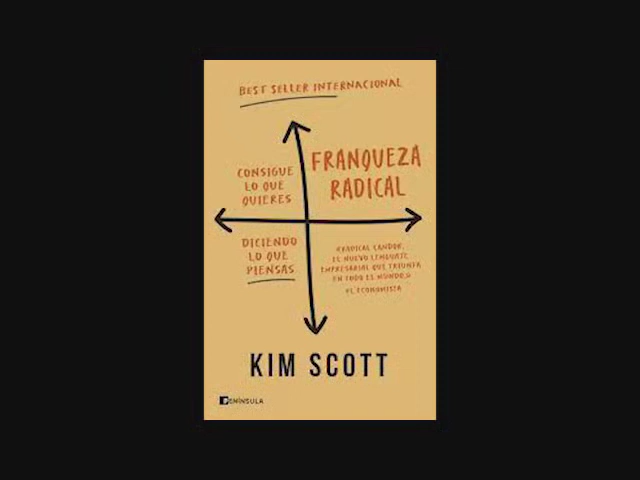 BEST SELLER INTERNACIONAL
FRANQUEZA
RADICAL
CONSIGUE
LO QUE
QUIERES
DICIENDO
LO QUE
PIENSAS
«RADICAL CANDOR,
EL NUEVO LENGUAJE
EMPRESARIAL QUE TRIUNFA
EN TODO EL MUNDO.»
EL ECONOMISTA
KIM SCOTT
PENÍNSULA